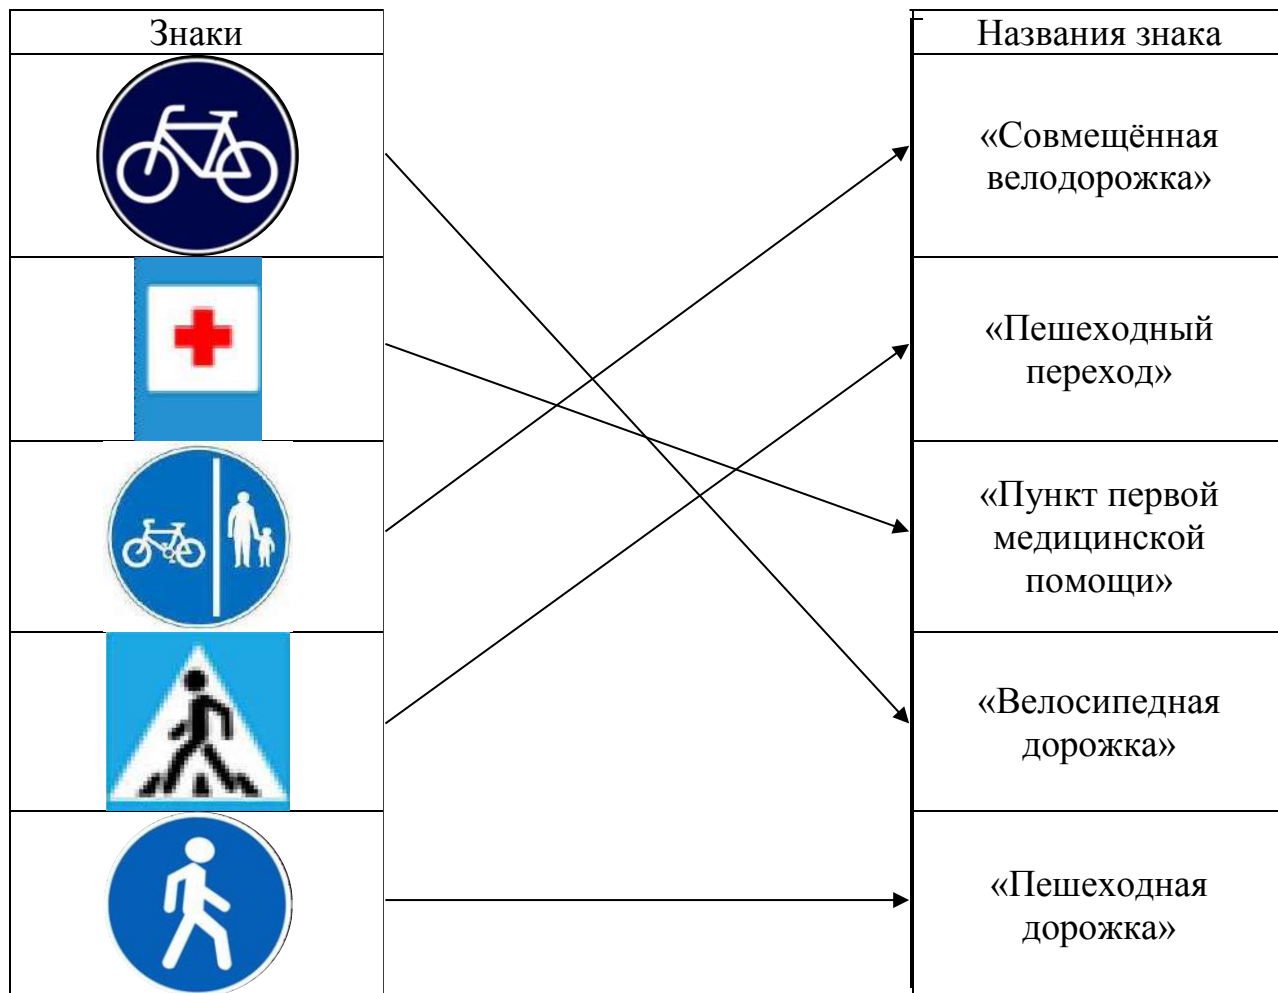 Знаки
Названия знака
«Совмещённая
велодорожка»
«Пешеходный
переход»
«Пункт первой
медицинской
помощи»
«Велосипедная
дорожка»
«Пешеходная
дорожка»